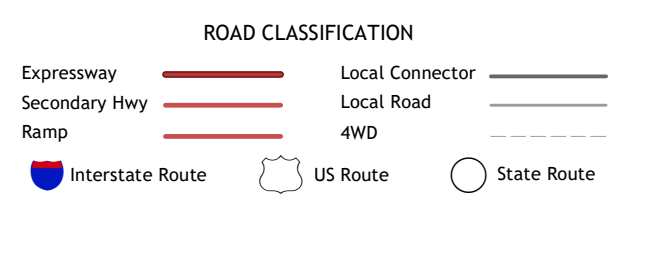 ROAD CLASSIFICATION
Expressway
Secondary Hwy
Ramp
Local Connector
Local Road
4WD
Interstate Route
US Route
State Route